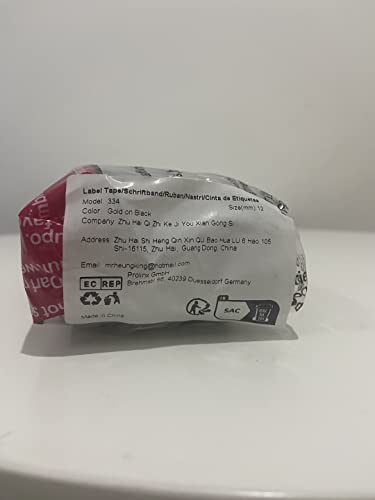 Label Tape/Schriftband/Ruban/Nastri/Cinta de Etiquetas
Model: 334 Size(mm):12
Color: Gold on Black
Company: Zhu Hai Qi Zhi Ke Ji You Xian Gong Si
Address: Zhu Hai Shi Heng Qin Xin Qu Bao Hua LU 6 Hao, 105
Shi-16115, Zhu Hai, Guang Dong, China
Email: mrheungking@hotmail.com
EC REP
Prolinx GmbH
Brehmstr. 56, 40239 Duesseldorf Germany
SAC
Made in China